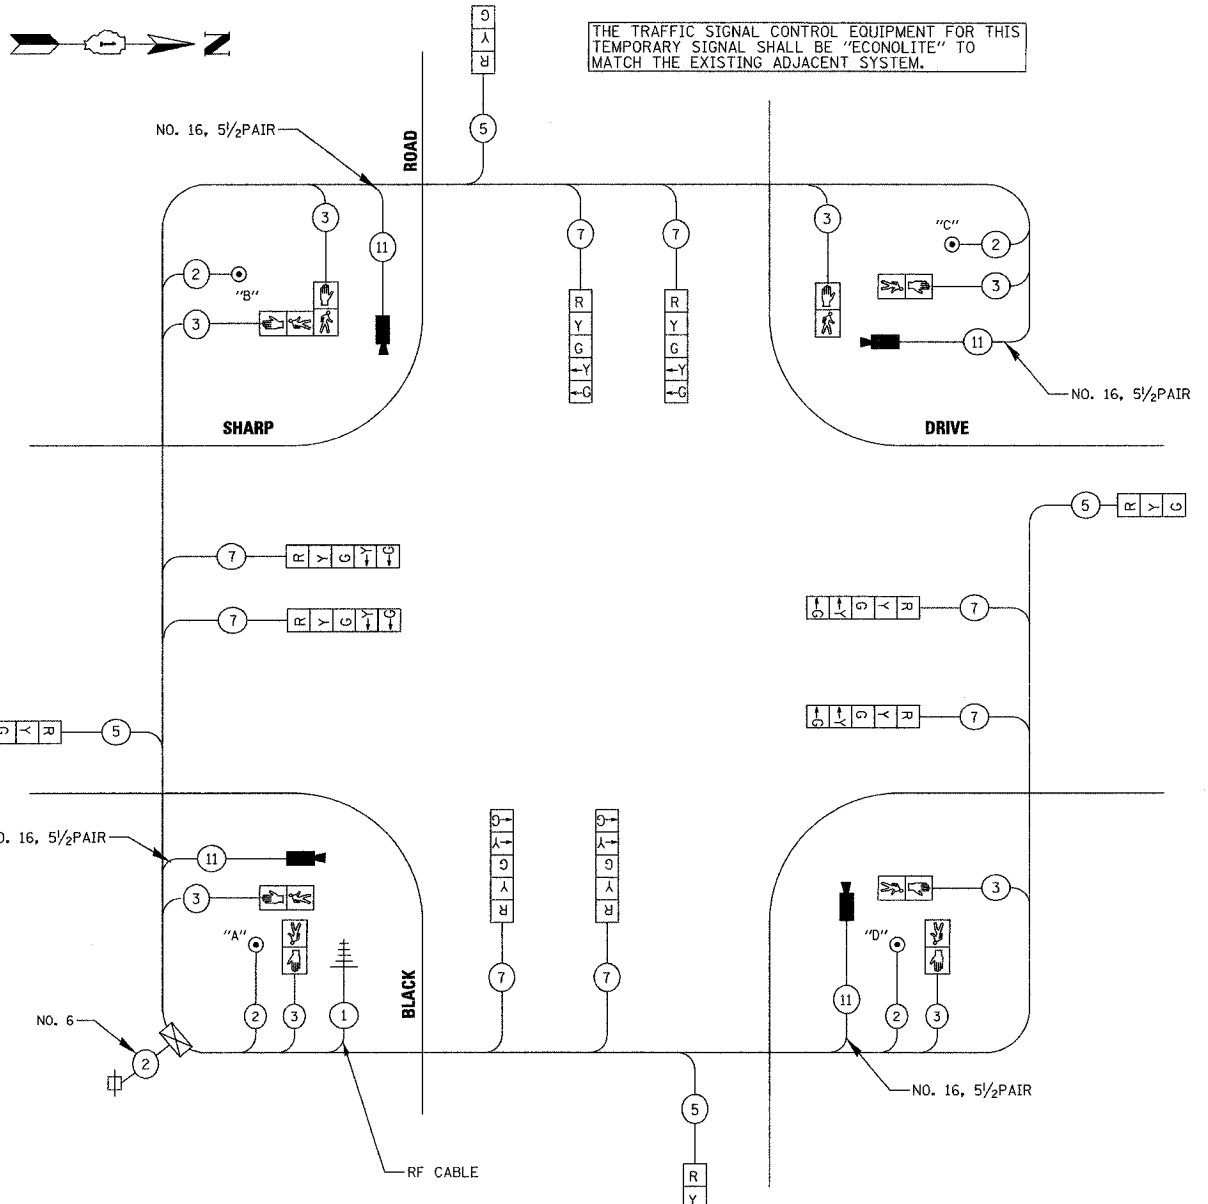 THE TRAFFIC SIGNAL CONTROL EQUIPMENT FOR THIS
TEMPORARY SIGNAL SHALL BE "ECONOLITE" TO
MATCH THE EXISTING ADJACENT SYSTEM.
N
1
G
Y
R
5
NO. 16, 5½PAIR
ROAD
3
11
7
7
3
2
"B"
3
"C"
2
3
11
R
Y
G
←Y
←G
R
Y
G
←Y
←G
NO. 16, 5½PAIR
SHARP
DRIVE
5
R Y G
7
R Y G ←Y ←G
7
R Y G ←Y ←G
←G ←Y G Y R
7
←G ←Y G Y R
7
G Y R
5
O. 16, 5½PAIR
11
3
"A"
2
3
1
BLACK
←G
←Y
G
Y
R
7
←G
←Y
G
Y
R
7
3
"D"
11
2
3
NO. 6
2
NO. 16, 5½PAIR
5
R
Y
RF CABLE